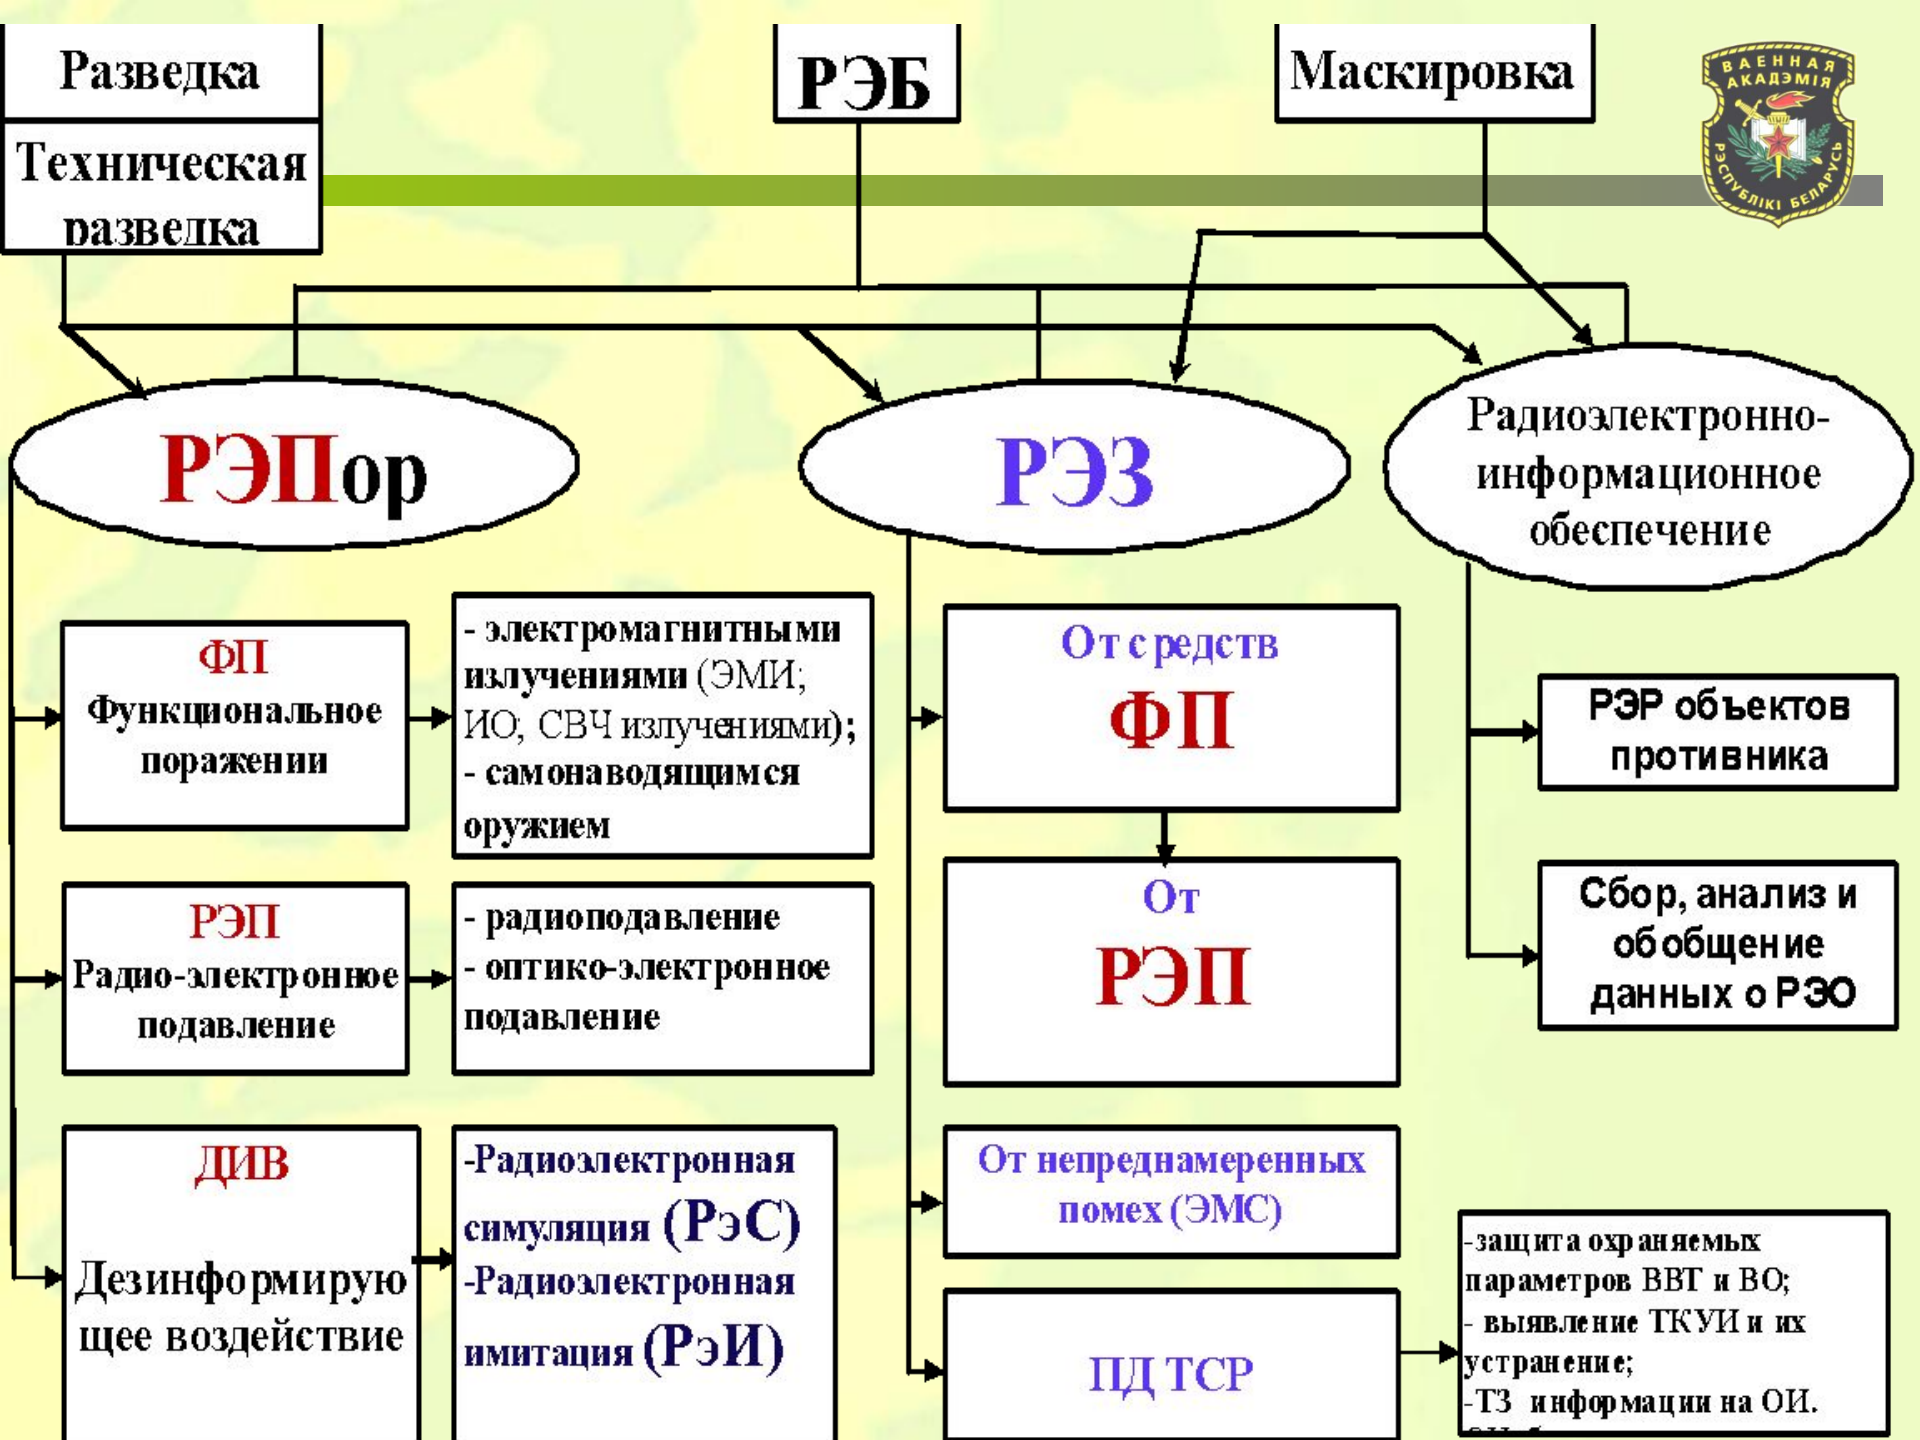 Разведка
Техническая
разведка
РЭБ
Маскировка
ВАЕННАЯ
АКАДЭМІЯ
РЭСПУБЛІКІ БЕЛАРУСЬ
РЭПор
РЭЗ
Радиоэлектронно-
информационное
обеспечение
ФП
Функциональное
поражении
- электромагнитными
излучениями (ЭМИ;
ИО; СВЧ излучениями);
- самонаводящимся
оружием
РЭП
Радио-электронное
подавление
- радиоподавление
- оптико-электронное
подавление
ДИВ
Дезинформирую
щее воздействие
-Радиоэлектронная
симуляция (РэС)
-Радиоэлектронная
имитация (РэИ)
От средств
ФП
От
РЭП
От непреднамеренных
помех (ЭМС)
ПД ТСР
-защита охраняемых
параметров ВВТ и ВО;
- выявление ТКУИ и их
устранение;
-ТЗ информации на ОИ.
РЭР объектов
противника
Сбор, анализ и
обобщение
данных о РЭО